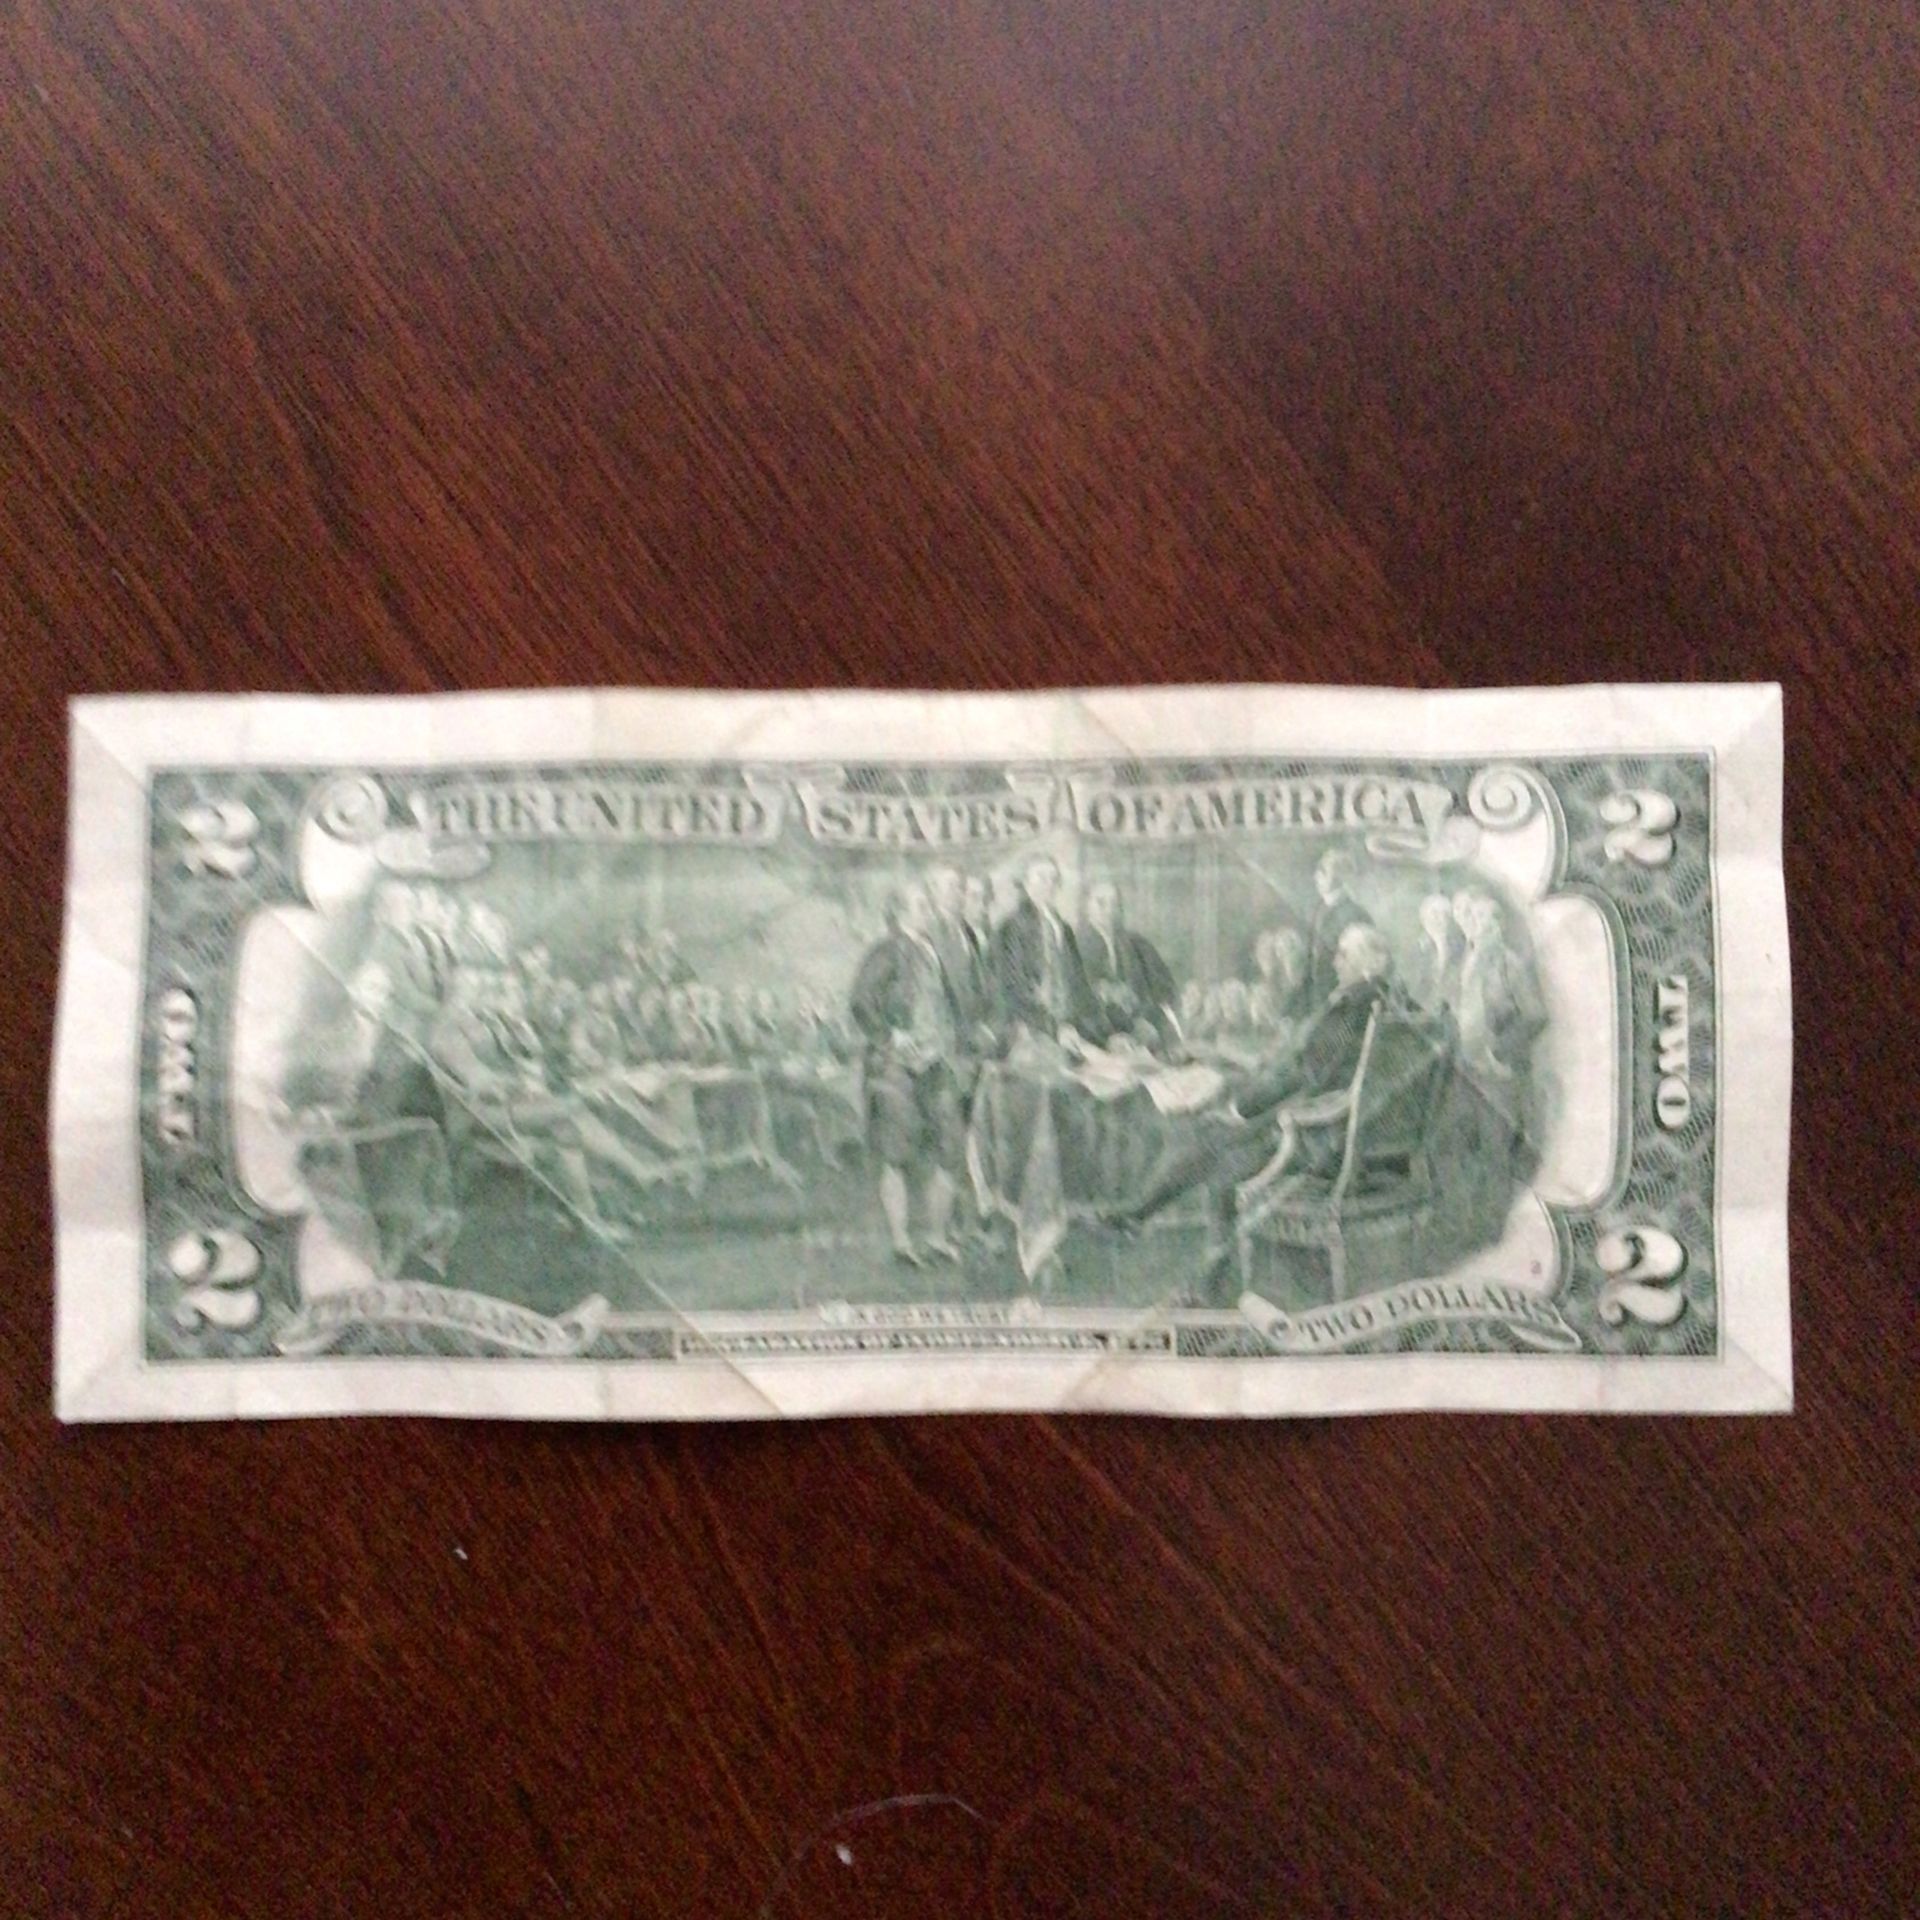 THE UNITED STATES OF AMERICA
2 2
TWO TWO
2 2
TWO DOLLARS TWO DOLLARS